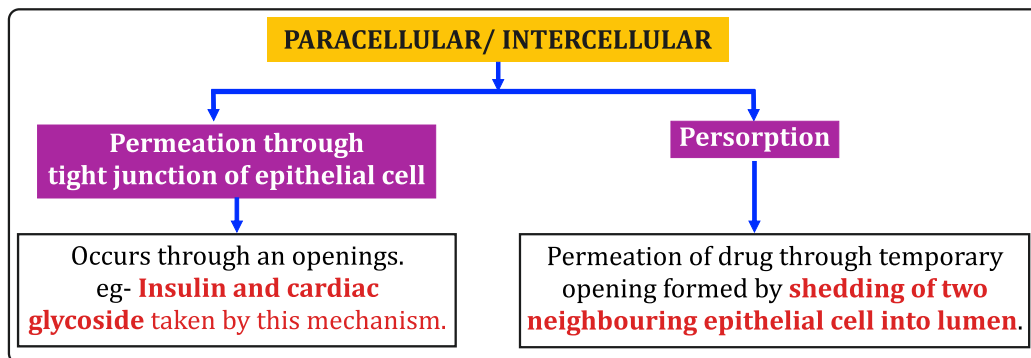 PARACELLULAR/ INTERCELLULAR
Permeation through
tight junction of epithelial cell
Occurs through an openings.
eg- Insulin and cardiac
glycoside taken by this mechanism.
Persorption
Permeation of drug through temporary
opening formed by shedding of two
neighbouring epithelial cell into lumen.